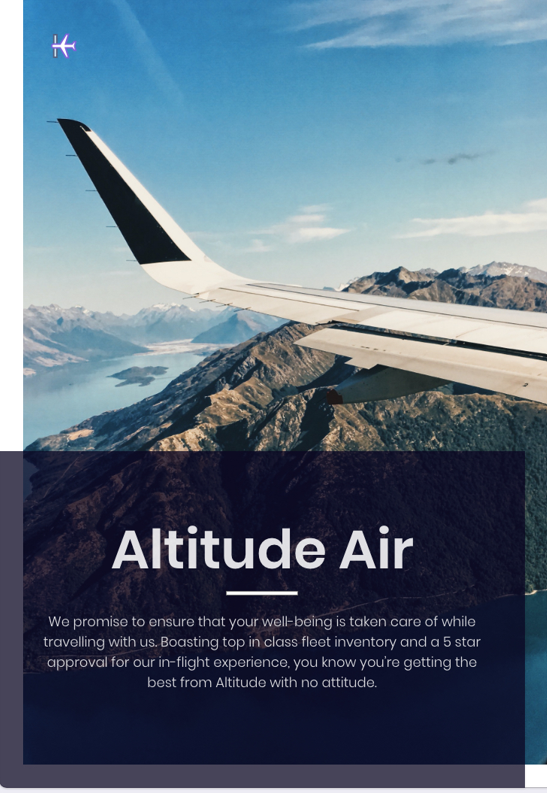 Altitude Air
We promise to ensure that your well-being is taken care of while
travelling with us. Boasting top in class fleet inventory and a 5 star
approval for our in-flight experience, you know you're getting the
best from Altitude with no attitude.